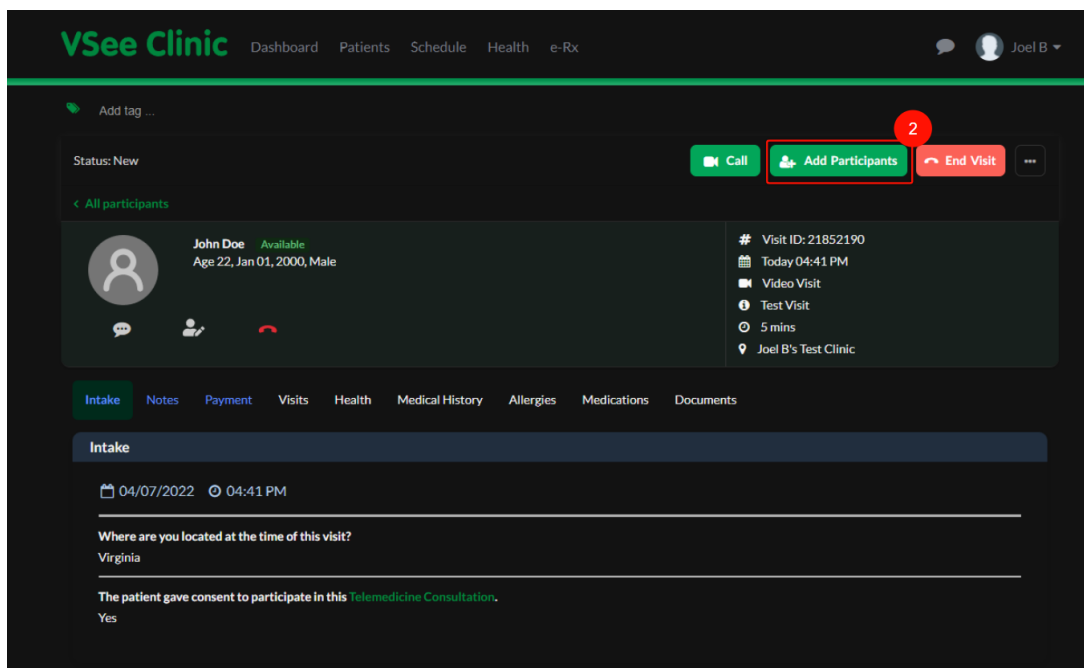 VSee Clinic Dashboard Patients Schedule Health e-Rx Joel B
Add tag ...
2
Status: New Call Add Participants End Visit ...
< All participants
John Doe Available
Age 22, Jan 01, 2000, Male
# Visit ID: 21852190
Today 04:41 PM
Video Visit
Test Visit
5 mins
Joel B's Test Clinic
Intake Notes Payment Visits Health Medical History Allergies Medications Documents
Intake
04/07/2022 04:41 PM
Where are you located at the time of this visit?
Virginia
The patient gave consent to participate in this Telemedicine Consultation.
Yes